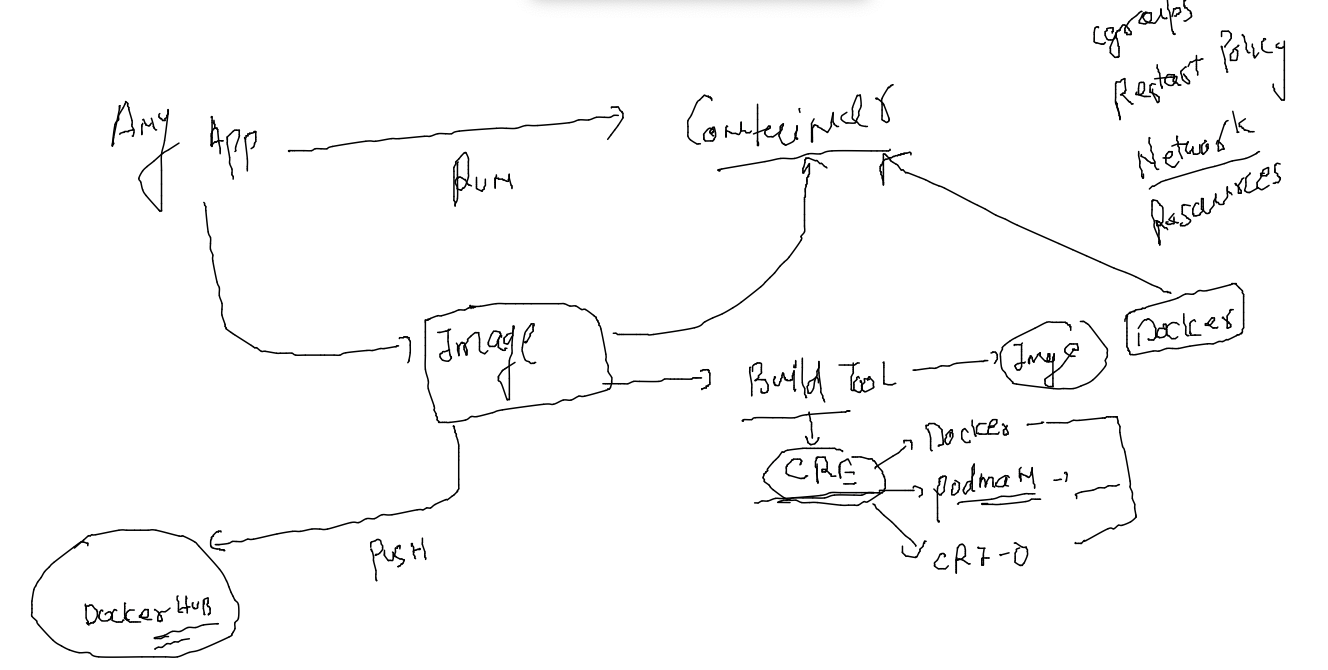 cgroups
Restart Policy
Network
Resources
Any App
Run
Container
Image
Build TooL
Image
Docker
CRE
Docker
podman
CRI-O
PusH
Docker HUB